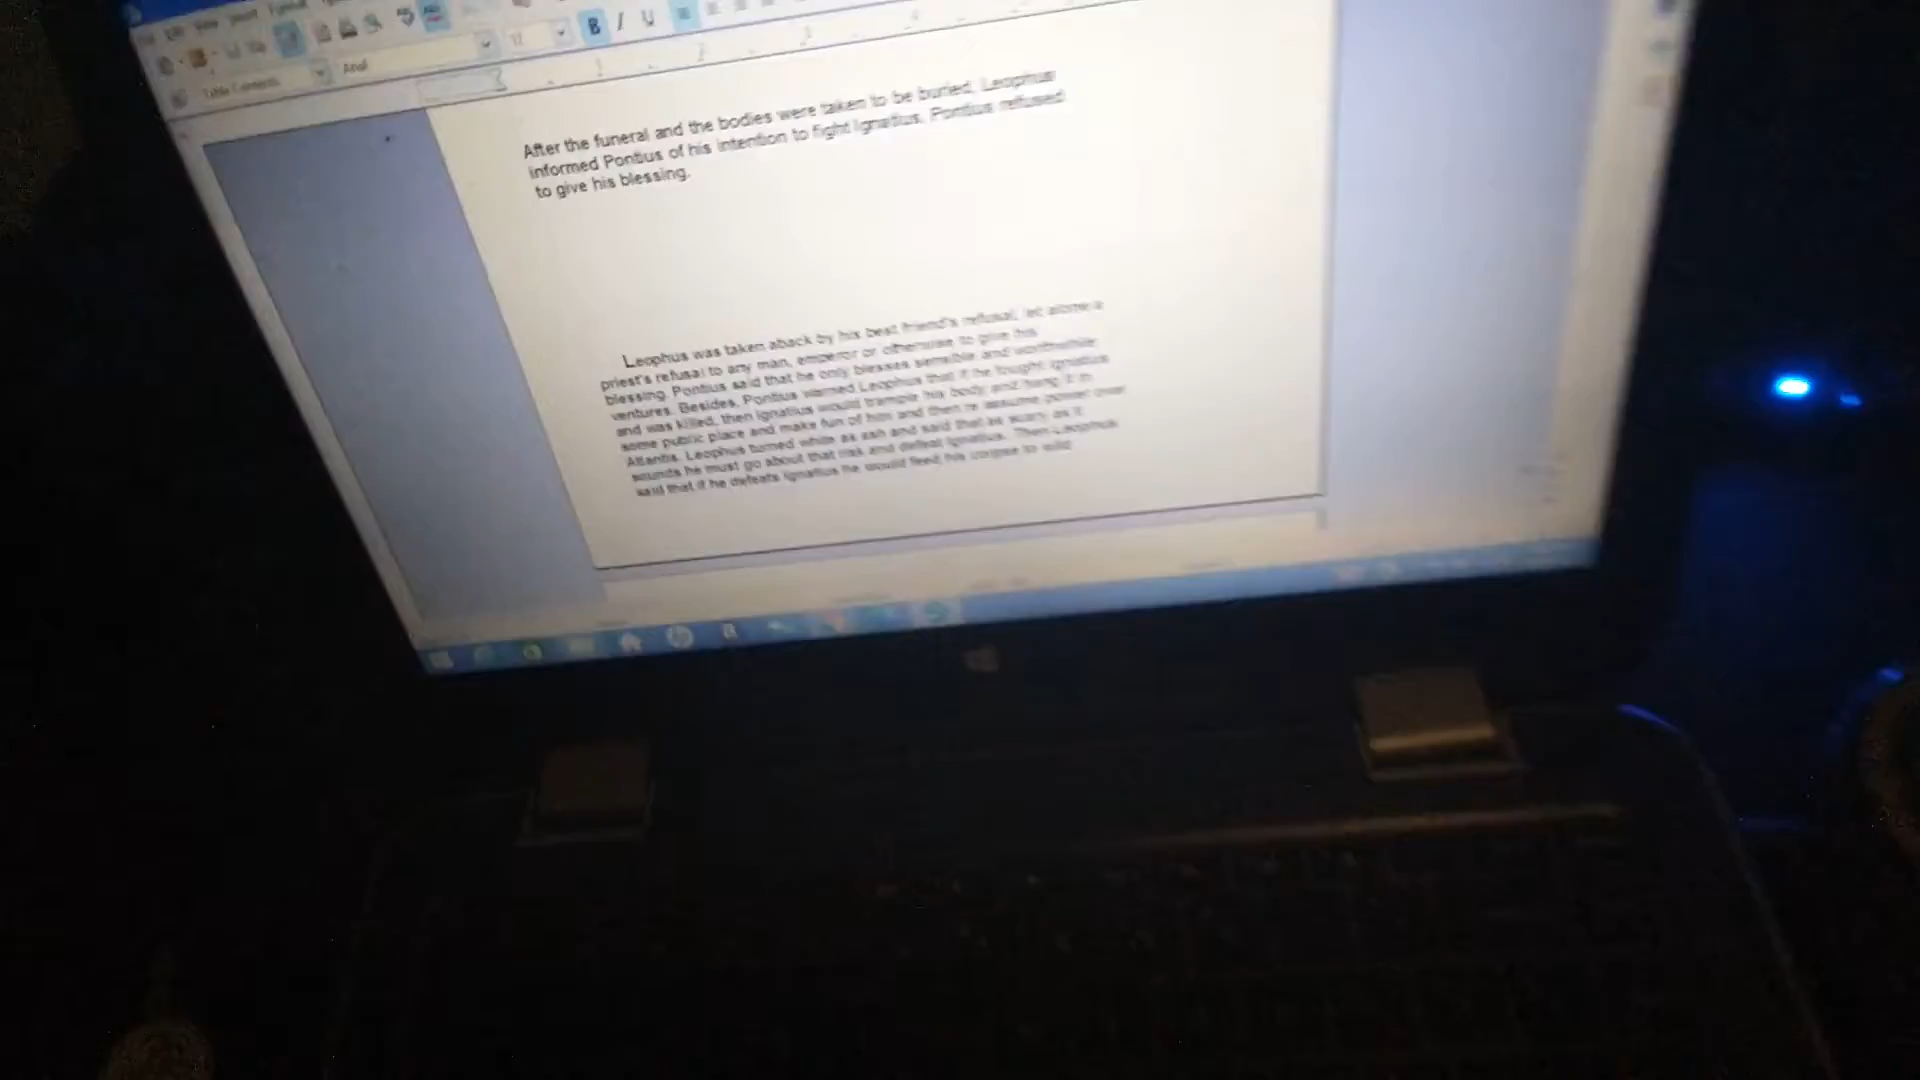 Table Contents
Arial
12
B I U
After the funeral and the bodies were taken to be buried, Leophus
informed Pontius of his intention to fight Ignatius. Pontius refused
to give his blessing.
Leophus was taken aback by his best friend's refusal, let alone a
priest's refusal to any man, emperor or otherwise to give his
blessing. Pontius said that he only blesses sensible and worthwhile
ventures. Besides, Pontius warned Leophus that if he fought Ignatius
and was killed, then Ignatius would trample his body and hang it in
some public place and make fun of him and then re assume power over
Atlantis. Leophus turned white as ash and said that as scary as it
sounds he must go about that risk and defeat Ignatius. Then Leophus
said that if he defeats Ignatius he would feed his corpse to wild